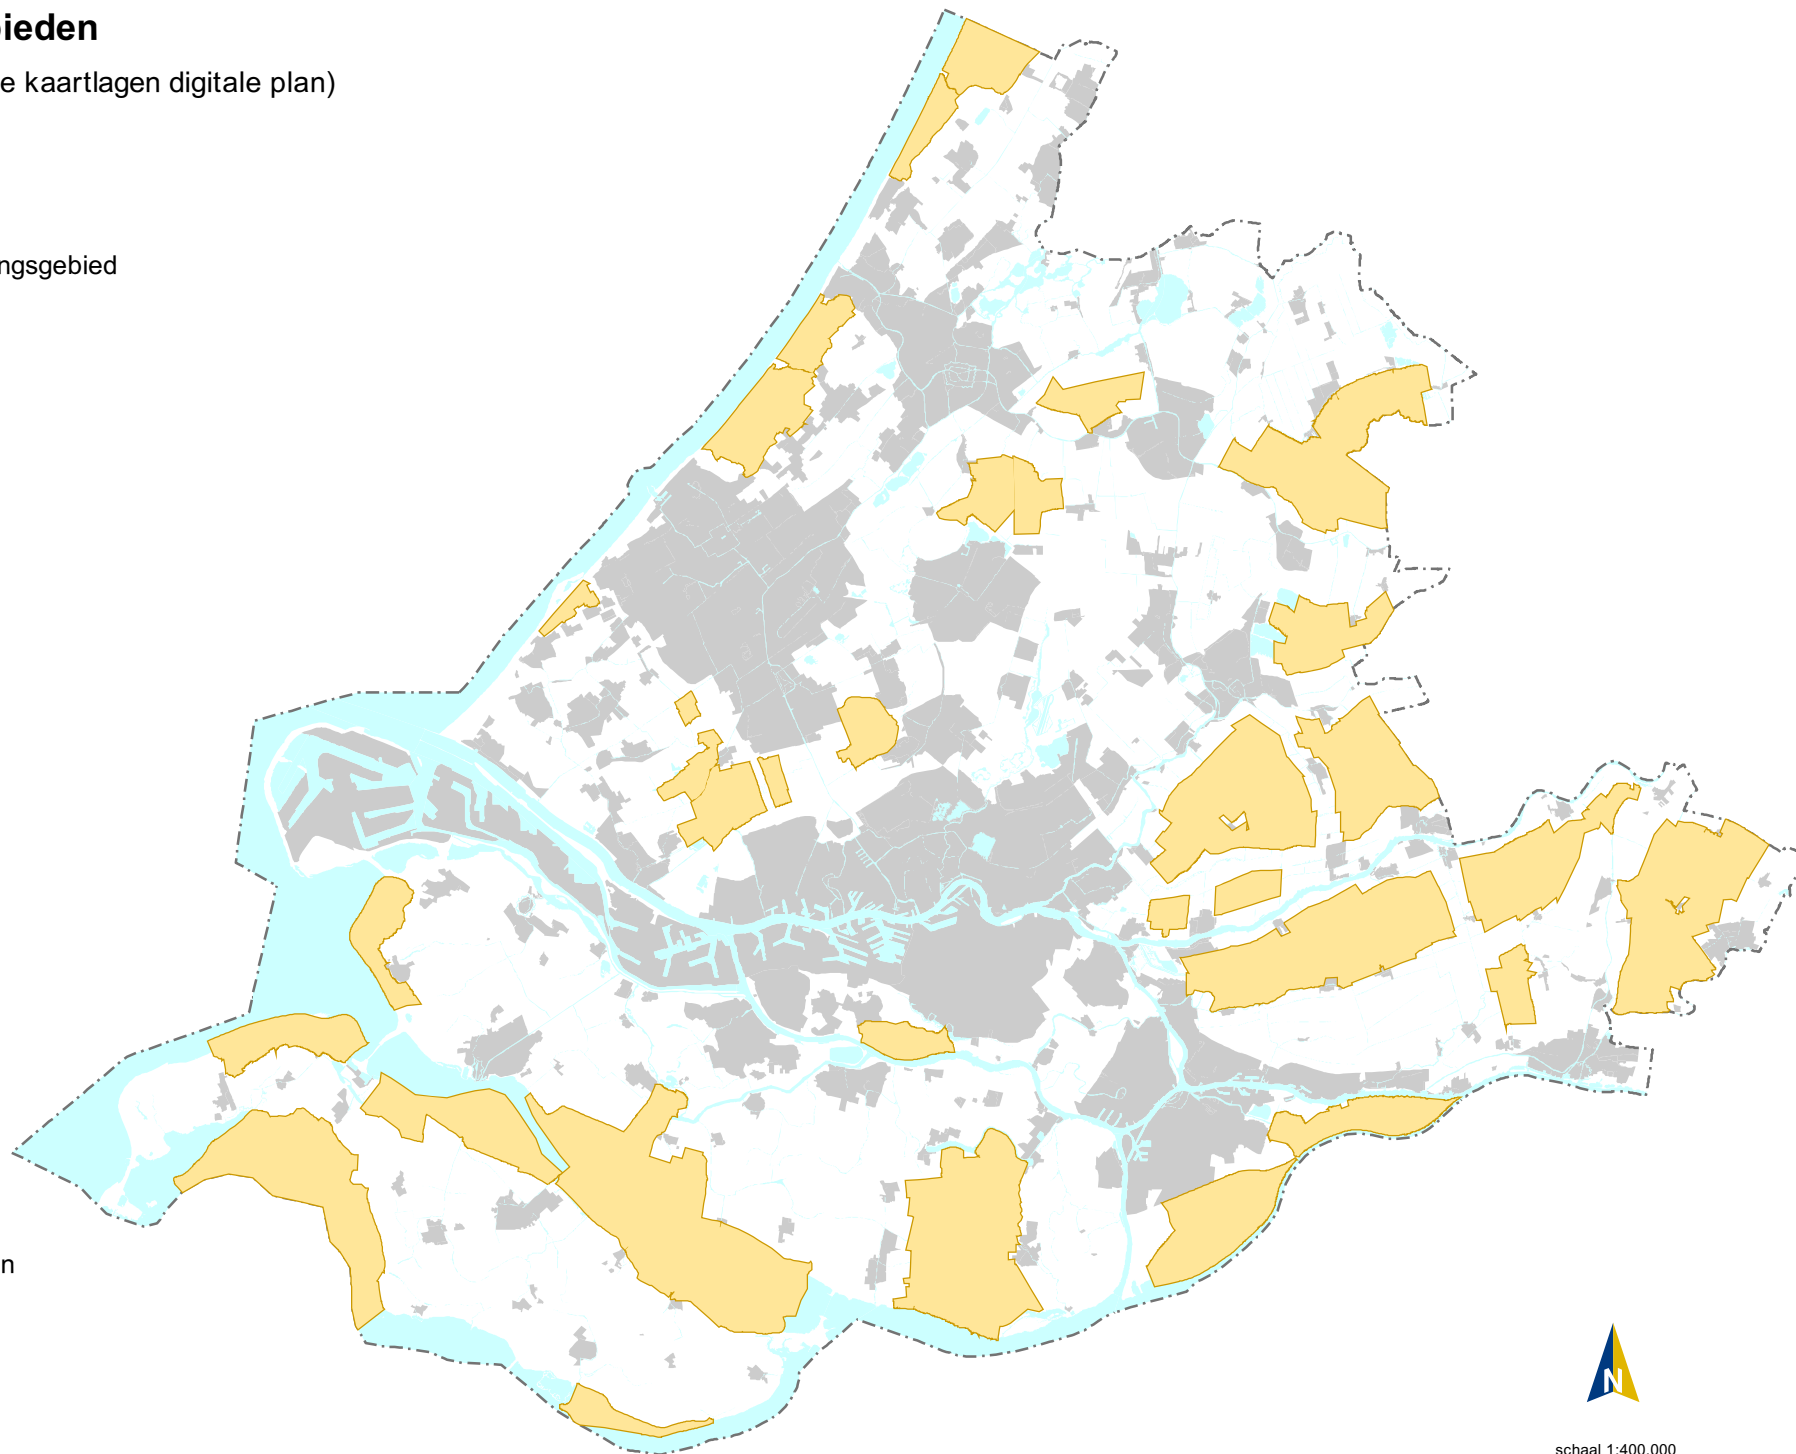 ieden
e kaartlagen digitale plan)
ngsgebied
n
N
schaal 1:400.000